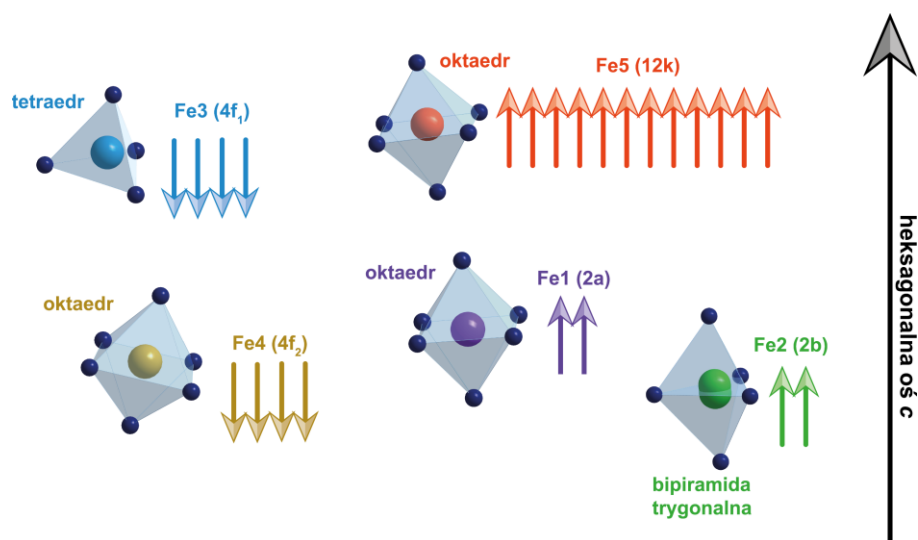 oktaedr
Fe5 (12k)
tetraedr
Fe3 (4f₁)
heksagonalna oś c
oktaedr
Fe1 (2a)
oktaedr
Fe4 (4f₂)
Fe2 (2b)
bipiramida
trygonalna